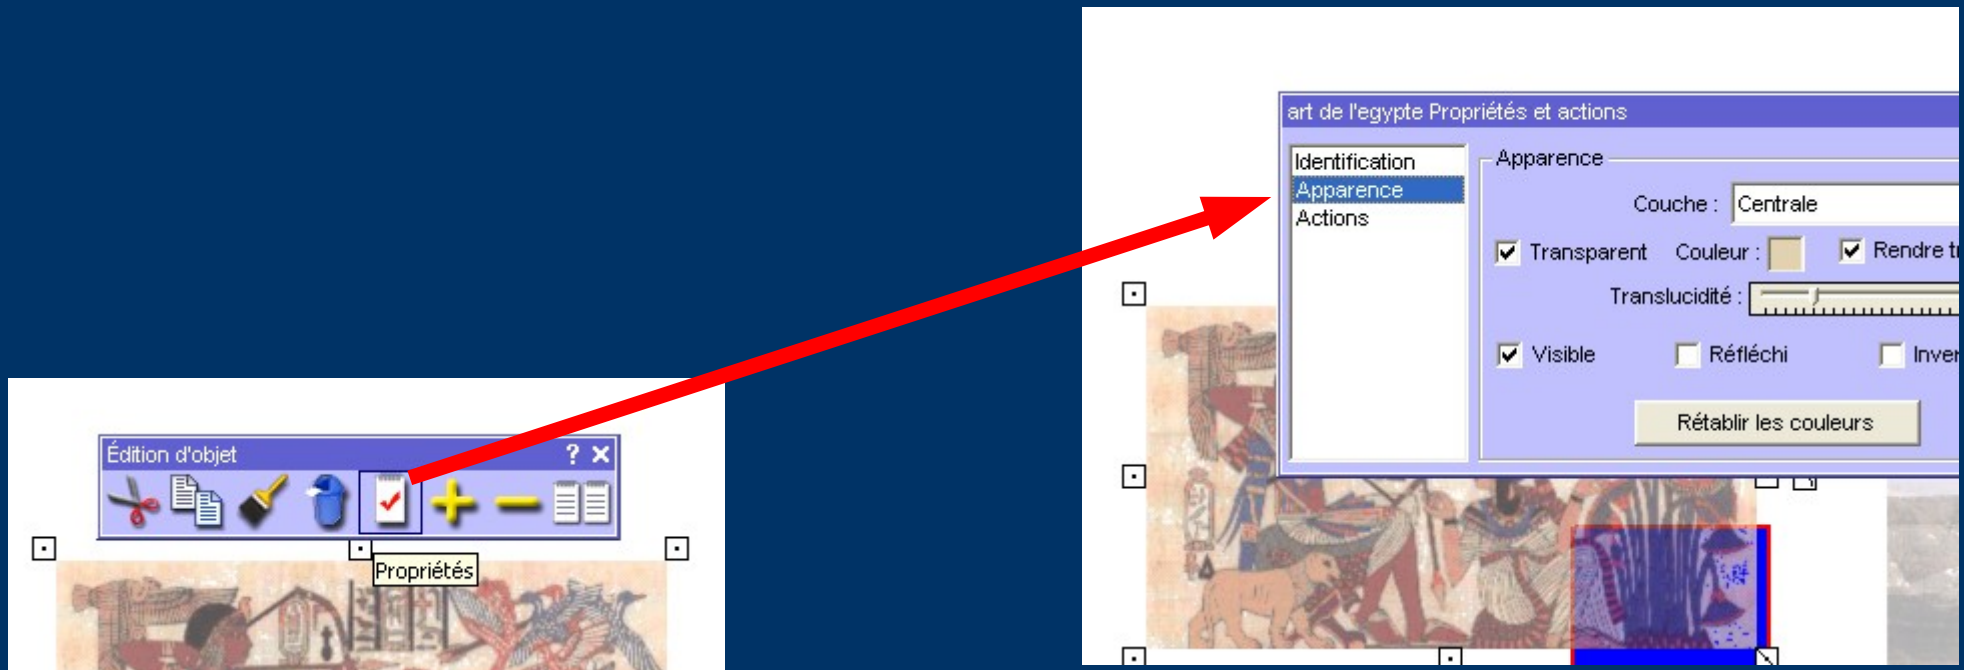 art de l'egypte Propriétés et actions
Identification
Apparence
Actions
Apparence
Couche : Centrale
Transparent Couleur : Rendre
Translucidité :
Visible Réfléchi
Rétablir les couleurs
Édition d'objet ?
Propriétés